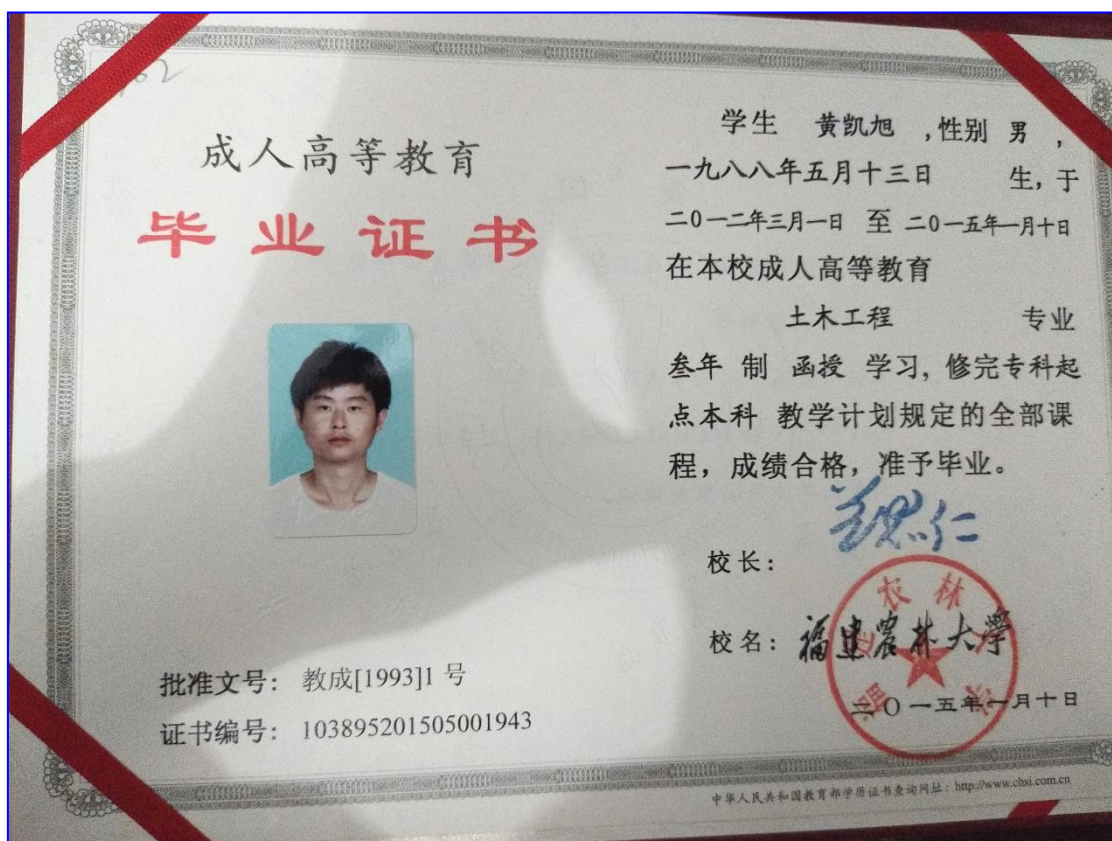 成人高等教育
毕业证书
学生 黄凯旭 ,性别 男 ,
一九八八年五月十三日 生,于
二0一二年三月一日 至 二0一五年一月十日
在本校成人高等教育
土木工程 专业
叁年 制 函授 学习, 修完专科起
点本科 教学计划规定的全部课
程, 成绩合格, 准予毕业。
校长:
校名: 福建农林大学
二0一五年一月十日
批准文号: 教成[1993]1 号
证书编号: 103895201505001943
中华人民共和国教育部学历证书查询网址: http://www.chsi.com.cn